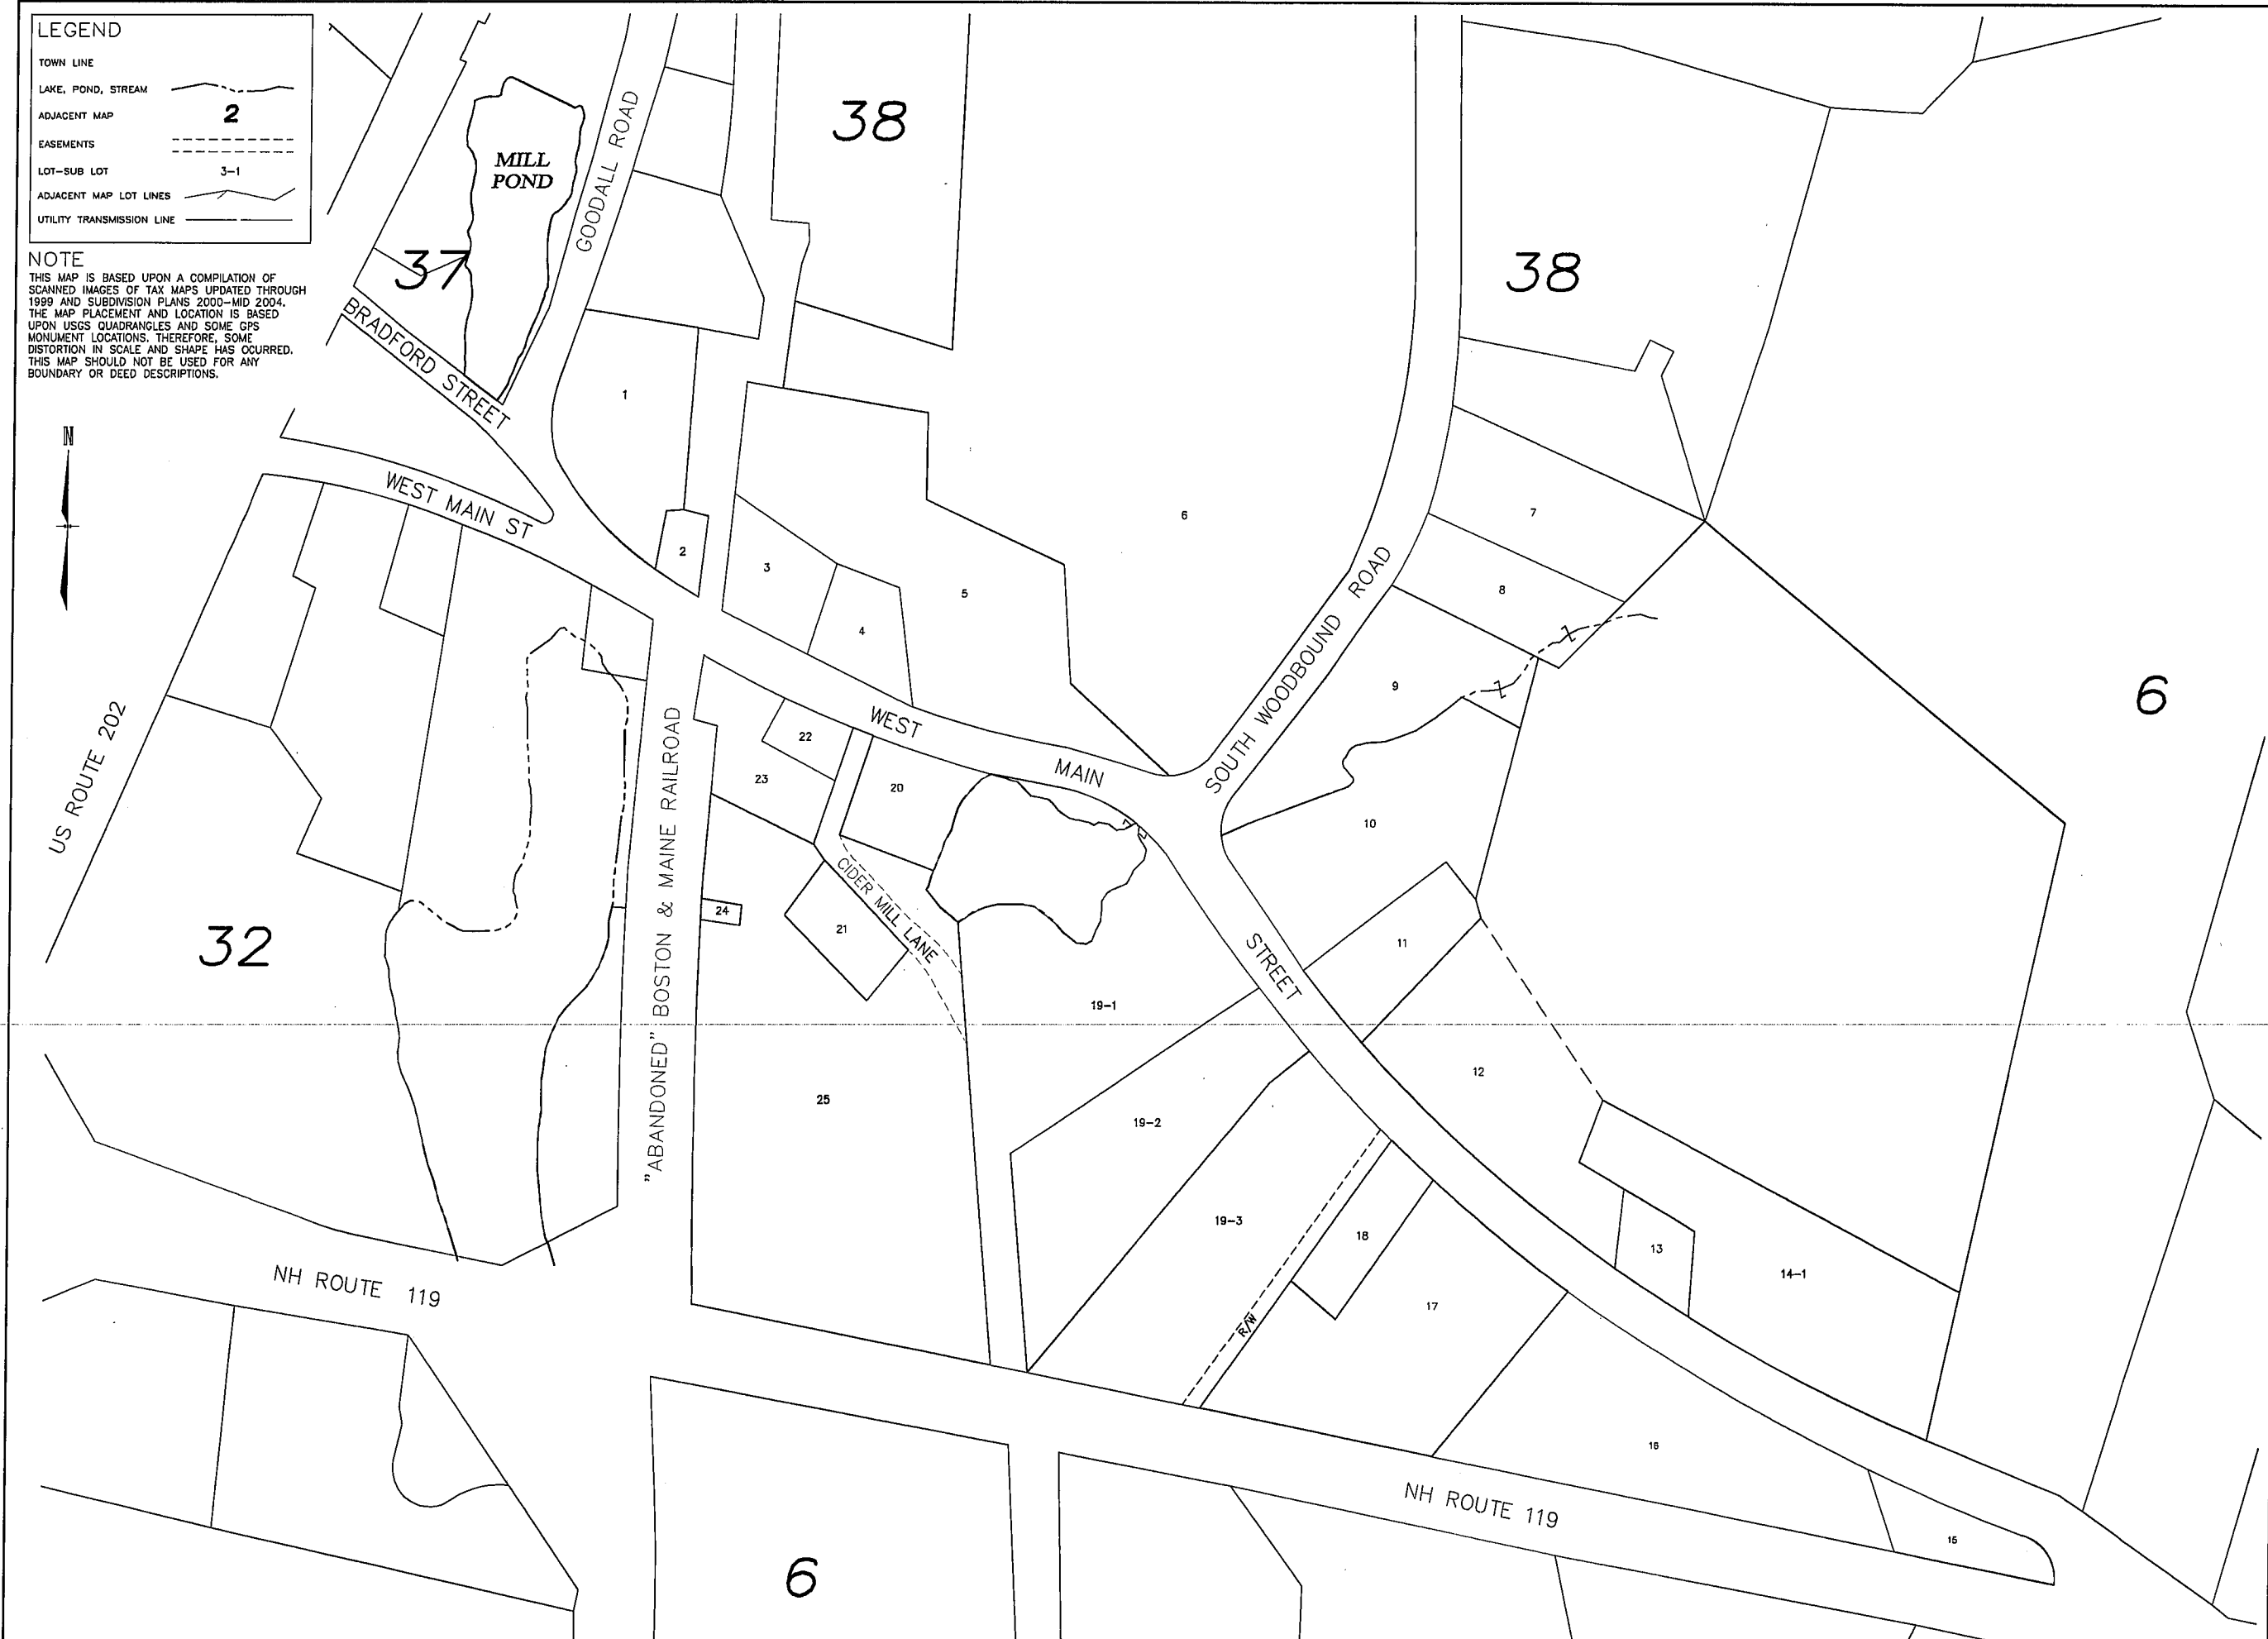 LEGEND
TOWN LINE
LAKE, POND, STREAM
ADJACENT MAP 2
EASEMENTS
LOT-SUB LOT 3-1
ADJACENT MAP LOT LINES
UTILITY TRANSMISSION LINE
NOTE
THIS MAP IS BASED UPON A COMPILATION OF
SCANNED IMAGES OF TAX MAPS UPDATED THROUGH
1999 AND SUBDIVISION PLANS 2000-MID 2004.
THE MAP PLACEMENT AND LOCATION IS BASED
UPON USGS QUADRANGLES AND SOME GPS
MONUMENT LOCATIONS. THEREFORE, SOME
DISTORTION IN SCALE AND SHAPE HAS OCURRED.
THIS MAP SHOULD NOT BE USED FOR ANY
BOUNDARY OR DEED DESCRIPTIONS.
N
MILL
POND
37
GOODALL ROAD
38
38
BRADFORD STREET
WEST MAIN ST
1
2
3
4
5
6
7
8
9
10
SOUTH WOODBOUND ROAD
6
US ROUTE 202
WEST
MAIN
STREET
22
23
20
24
21
CIDER MILL LANE
"ABANDONED" BOSTON & MAINE RAILROAD
32
11
19-1
12
25
19-2
19-3
18
13
14-1
17
R/W
NH ROUTE 119
16
NH ROUTE 119
15
6